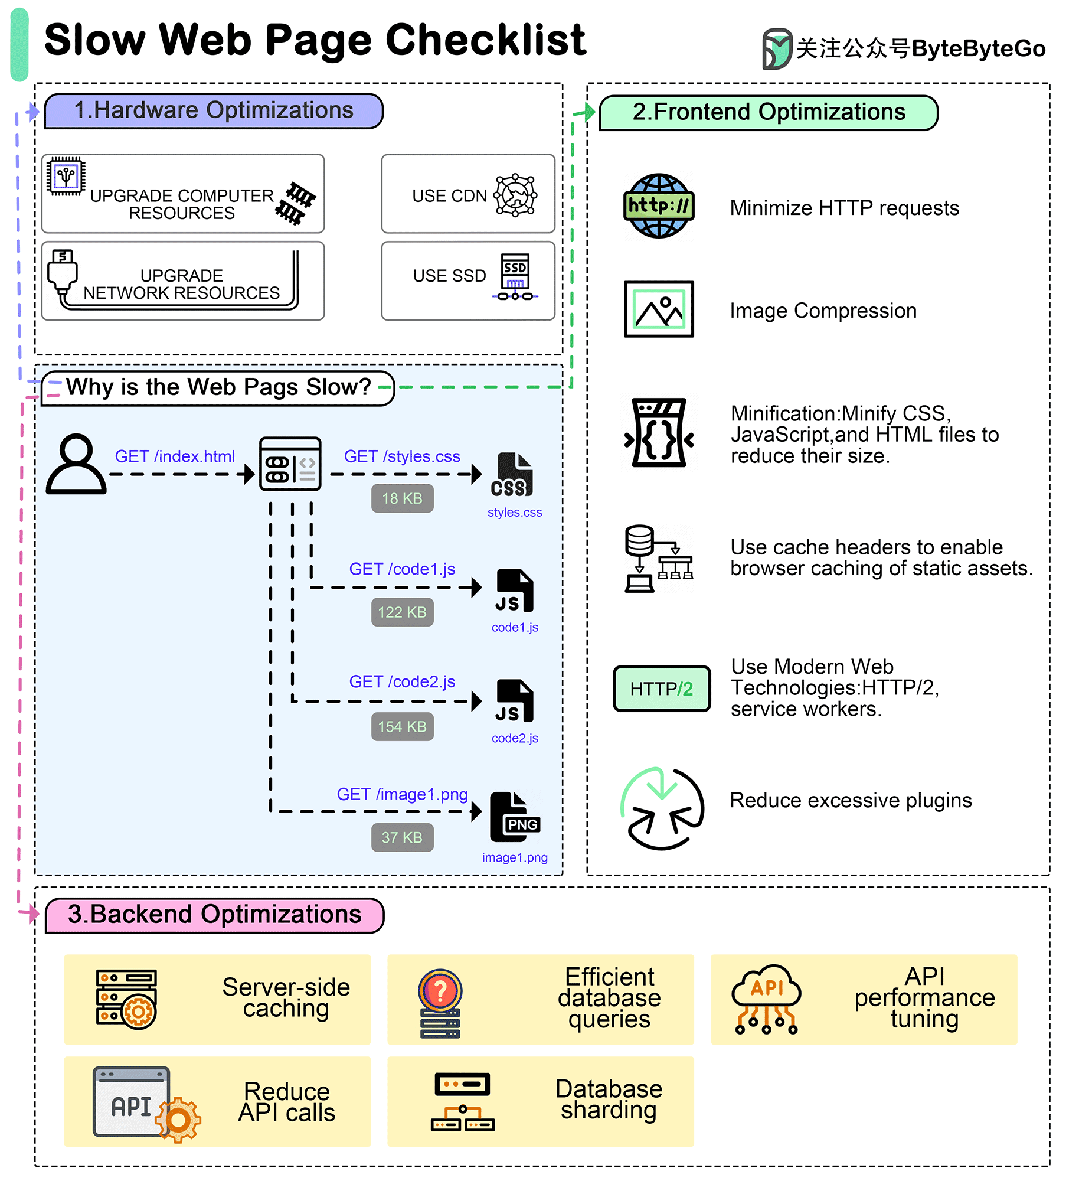 Slow Web Page Checklist
关注公众号ByteByteGo
1.Hardware Optimizations
UPGRADE COMPUTER
RESOURCES
USE CDN
UPGRADE
NETWORK RESOURCES
USE SSD
SSD
Why is the Web Pags Slow?
GET /index.html
GET /styles.css
18 KB
CSS
styles.css
GET /code1.js
122 KB
JS
code1.js
GET /code2.js
154 KB
JS
code2.js
GET /image1.png
37 KB
PNG
image1.png
2.Frontend Optimizations
http://
Minimize HTTP requests
Image Compression
Minification:Minify CSS,
JavaScript,and HTML files to
reduce their size.
Use cache headers to enable
browser caching of static assets.
HTTP/2
Use Modern Web
Technologies:HTTP/2,
service workers.
Reduce excessive plugins
3.Backend Optimizations
Server-side
caching
?
Efficient
database
queries
API
API
performance
tuning
API
Reduce
API calls
Database
sharding